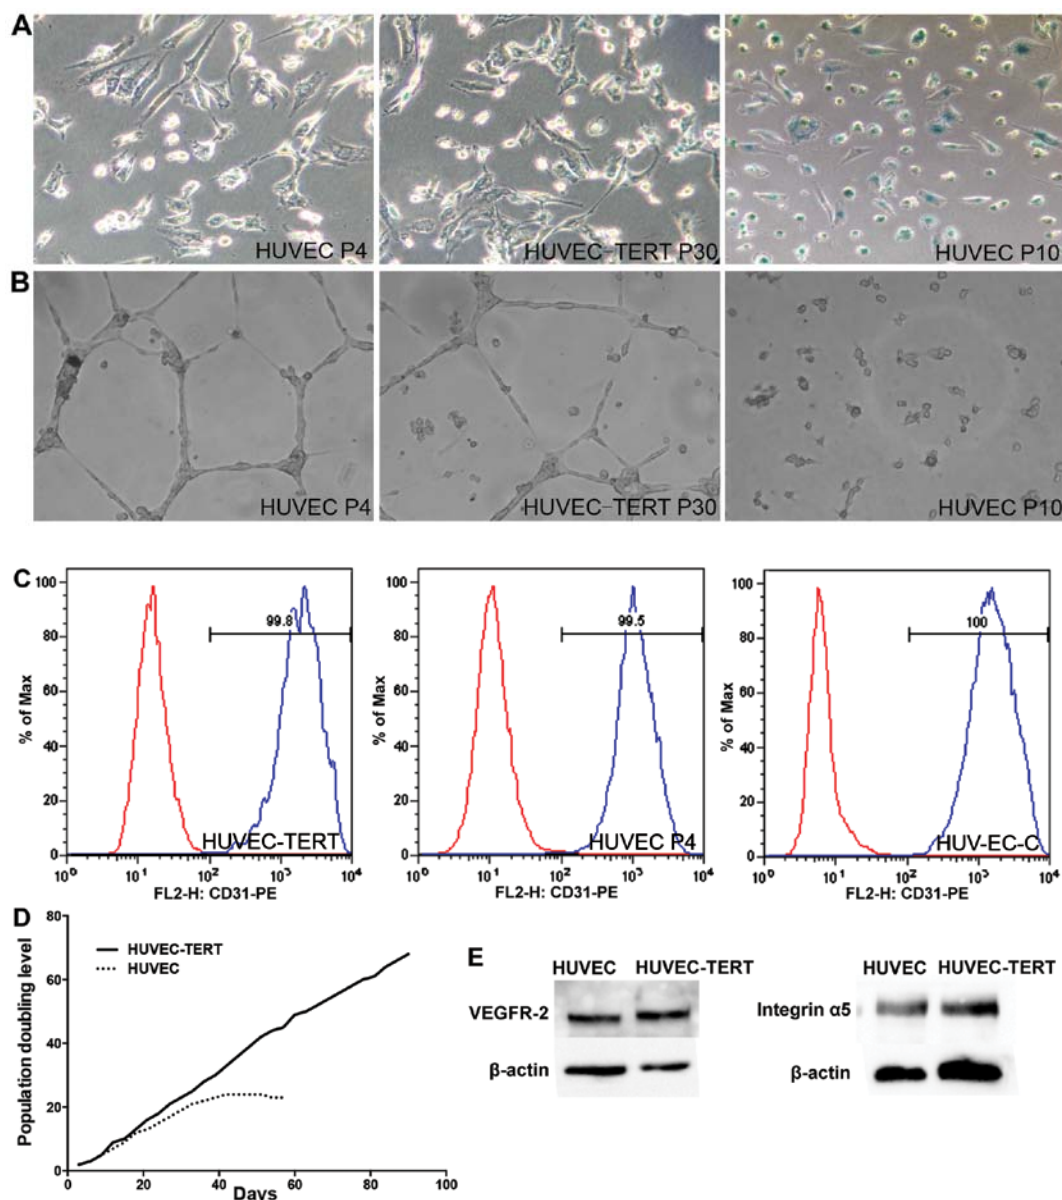 A
HUVEC P4
HUVEC-TERT P30
HUVEC P10
B
HUVEC P4
HUVEC-TERT P30
HUVEC P10
C
100
80
60
40
20
0
% of Max
99.8
HUVEC-TERT
10⁰ 10¹ 10² 10³ 10⁴
FL2-H: CD31-PE
100
80
60
40
20
0
% of Max
99.5
HUVEC P4
10⁰ 10¹ 10² 10³ 10⁴
FL2-H: CD31-PE
100
80
60
40
20
0
% of Max
100
HUV-EC-C
10⁰ 10¹ 10² 10³ 10⁴
FL2-H: CD31-PE
D
80
60
40
20
0
Population doubling level
HUVEC-TERT
HUVEC
0 20 40 60 80 100
Days
E
HUVEC HUVEC-TERT
VEGFR-2
β-actin
HUVEC HUVEC-TERT
Integrin α5
β-actin